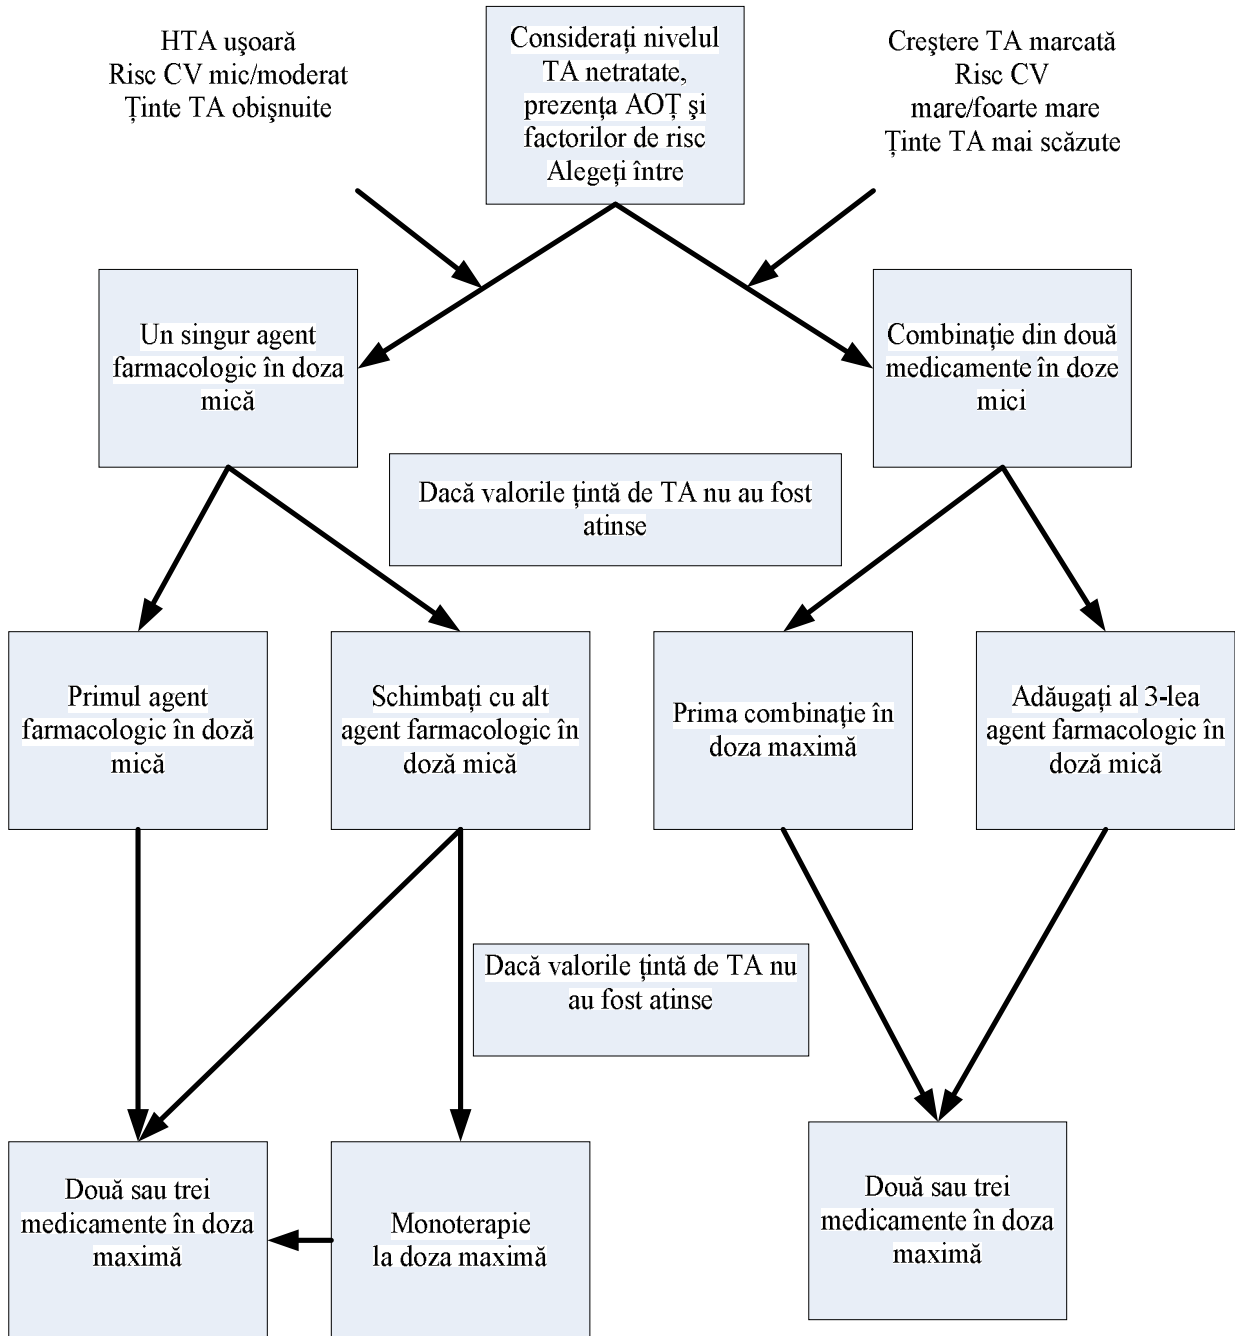 HTA uşoară
Risc CV mic/moderat
Ținte TA obişnuite
Considerați nivelul
TA netratate,
prezența AOȚ şi
factorilor de risc
Alegeți între
Creştere TA marcată
Risc CV
mare/foarte mare
Ținte TA mai scăzute
Un singur agent
farmacologic în doza
mică
Combinație din două
medicamente în doze
mici
Dacă valorile țintă de TA nu au fost
atinse
Primul agent
farmacologic în doză
mică
Schimbați cu alt
agent farmacologic în
doză mică
Prima combinație în
doza maximă
Adăugați al 3-lea
agent farmacologic în
doză mică
Dacă valorile țintă de TA nu
au fost atinse
Două sau trei
medicamente în doza
maximă
Monoterapie
la doza maximă
Două sau trei
medicamente în doza
maximă